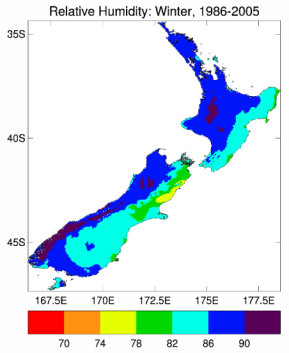 Relative Humidity: Winter, 1986-2005
35S
40S
45S
167.5E 170E 172.5E 175E 177.5E
70 74 78 82 86 90